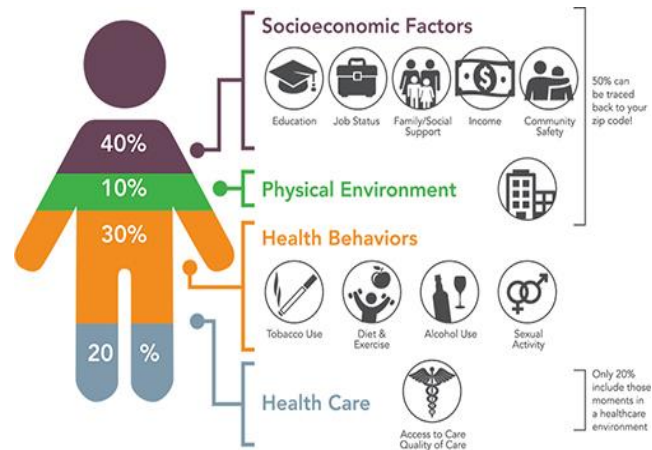 Socioeconomic Factors
Education
Job Status
Family/Social
Support
Income
Community
Safety
50% can
be traced
back to your
zip code!
40%
10%
Physical Environment
30%
Health Behaviors
Tobacco Use
Diet &
Exercise
Alcohol Use
Sexual
Activity
20 %
Health Care
Access to Care
Quality of Care
Only 20%
include those
moments in
a healthcare
environment